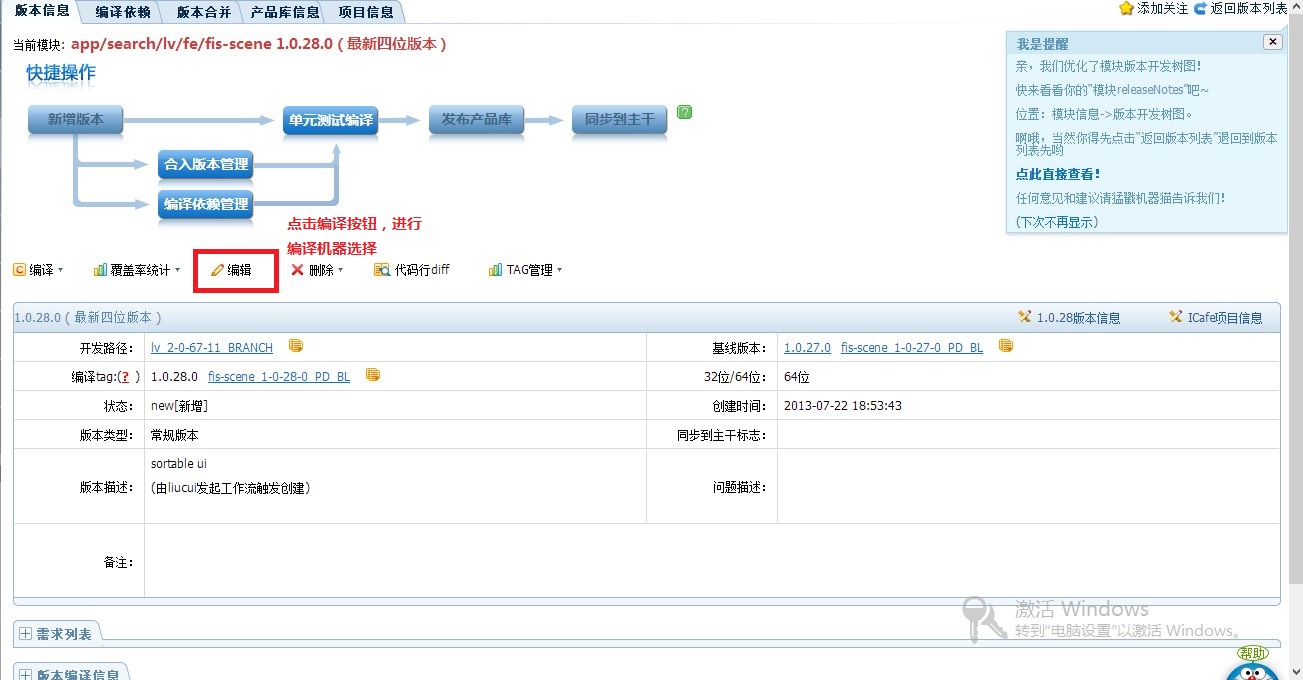 版本信息 编译依赖 版本合并 产品库信息 项目信息
添加关注 返回版本列表
当前模块: app/search/lv/fe/fis-scene 1.0.28.0 ( 最新四位版本 )
快捷操作
新增版本 单元测试编译 发布产品库 同步到主干 ?
合入版本管理
编译依赖管理
点击编译按钮，进行
编译机器选择
我是提醒
亲，我们优化了模块版本开发树图！
快来看看你的“模块releaseNotes”吧~
位置：模块信息->版本开发树图。
啊哦，当然你得先点击“返回版本列表”退回到版本
列表先哟
点此直接查看！
任何意见和建议请猛戳机器猫告诉我们！
(下次不再显示)
C 编译 覆盖率统计 编辑 删除 代码行diff TAG管理
1.0.28.0 ( 最新四位版本 ) 1.0.28版本信息 ICafe项目信息
开发路径: lv_2-0-67-11_BRANCH 基线版本: 1.0.27.0 fis-scene_1-0-27-0_PD_BL
编译tag:(? ) 1.0.28.0 fis-scene_1-0-28-0_PD_BL 32位/64位: 64位
状态: new[新增] 创建时间: 2013-07-22 18:53:43
版本类型: 常规版本 同步到主干标志:
版本描述: sortable ui
(由liucui发起工作流触发创建) 问题描述:
备注:
激活 Windows
转到“电脑设置”以激活 Windows。
需求列表
帮助
版本编译信息